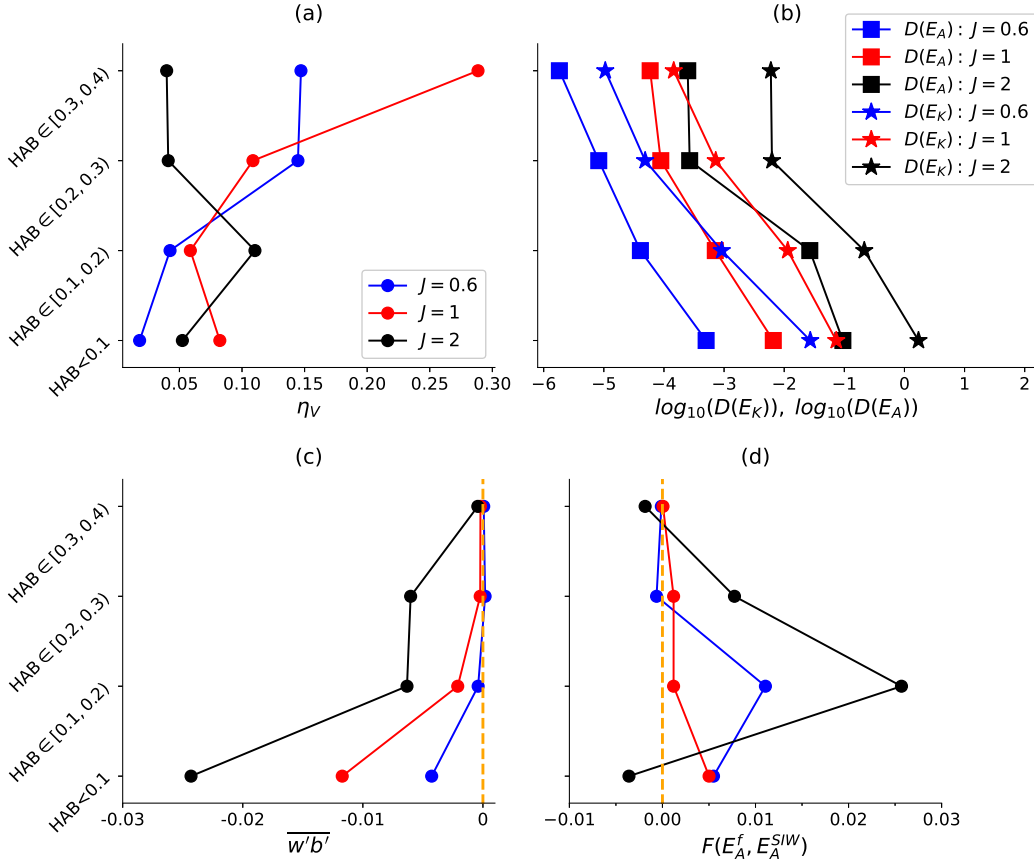 (a)
(b)
HAB ∈ [0.3, 0.4)
HAB ∈ [0.2, 0.3)
HAB ∈ [0.1, 0.2)
HAB<0.1
J = 0.6
J = 1
J = 2
0.05 0.10 0.15 0.20 0.25 0.30
η_V
D(E_A) : J = 0.6
D(E_A) : J = 1
D(E_A) : J = 2
D(E_K) : J = 0.6
D(E_K) : J = 1
D(E_K) : J = 2
−6 −5 −4 −3 −2 −1 0 1 2
log₁₀(D(E_K)), log₁₀(D(E_A))
(c)
(d)
HAB ∈ [0.3, 0.4)
HAB ∈ [0.2, 0.3)
HAB ∈ [0.1, 0.2)
HAB<0.1
-0.03 -0.02 -0.01 0
w′b′
−0.01 0.00 0.01 0.02 0.03
F(E_A^f, E_A^{SIW})